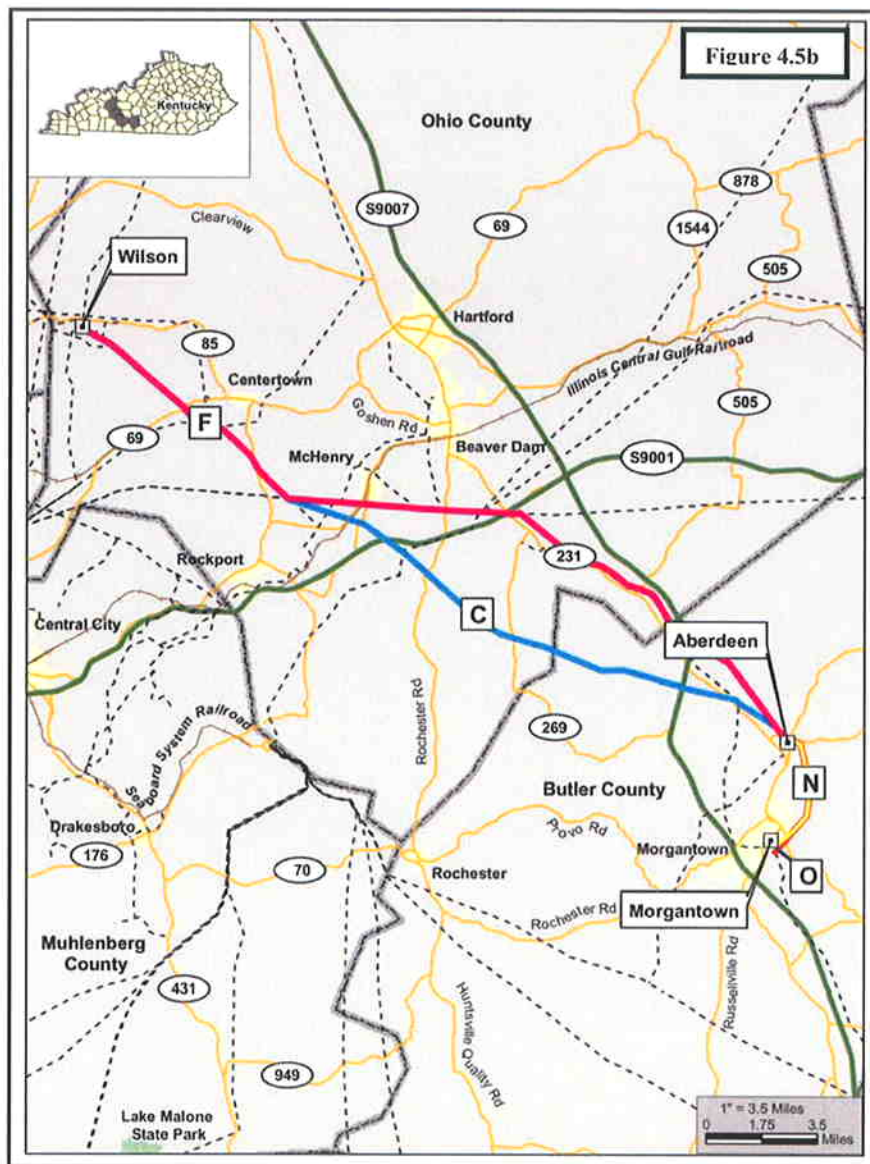 Figure 4.5b
Kentucky
Ohio County
878
S9007
69
1544
Clearview
Wilson
505
Hartford
85
Illinois Central Gulf Railroad
Centertown
505
F
Goshen Rd
69
Beaver Dam
McHenry
S9001
231
Rockport
C
Central City
Aberdeen
Rochester Rd
269
Seaboard System Railroad
Butler County
N
Provo Rd
Drakesboro
Morgantown
176
70
Rochester
O
Rochester Rd
Morgantown
Muhlenberg
County
Russellville Rd
431
Huntsville Quality Rd
949
1" = 3.5 Miles
0 1.75 3.5
Miles
Lake Malone
State Park